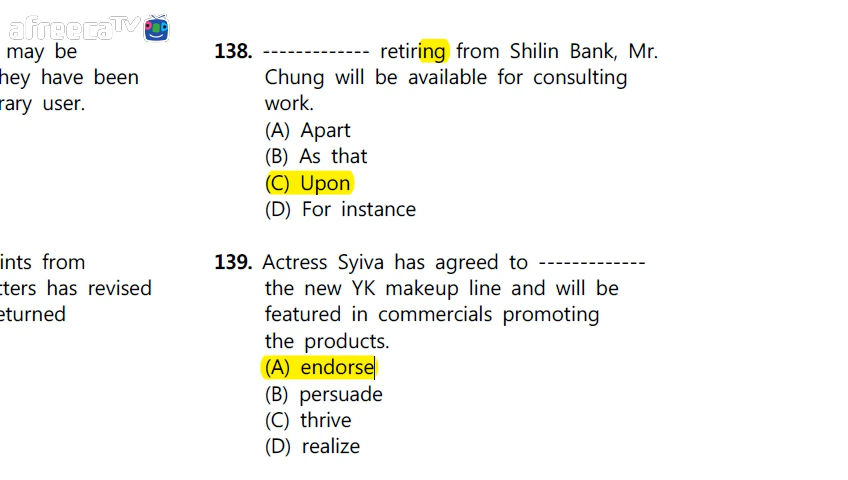 afreecaTV
may be
hey have been
rary user.
ints from
tters has revised
eturned
138. ------------- retiring from Shilin Bank, Mr.
Chung will be available for consulting
work.
(A) Apart
(B) As that
(C) Upon
(D) For instance
139. Actress Syiva has agreed to -------------
the new YK makeup line and will be
featured in commercials promoting
the products.
(A) endorse
(B) persuade
(C) thrive
(D) realize